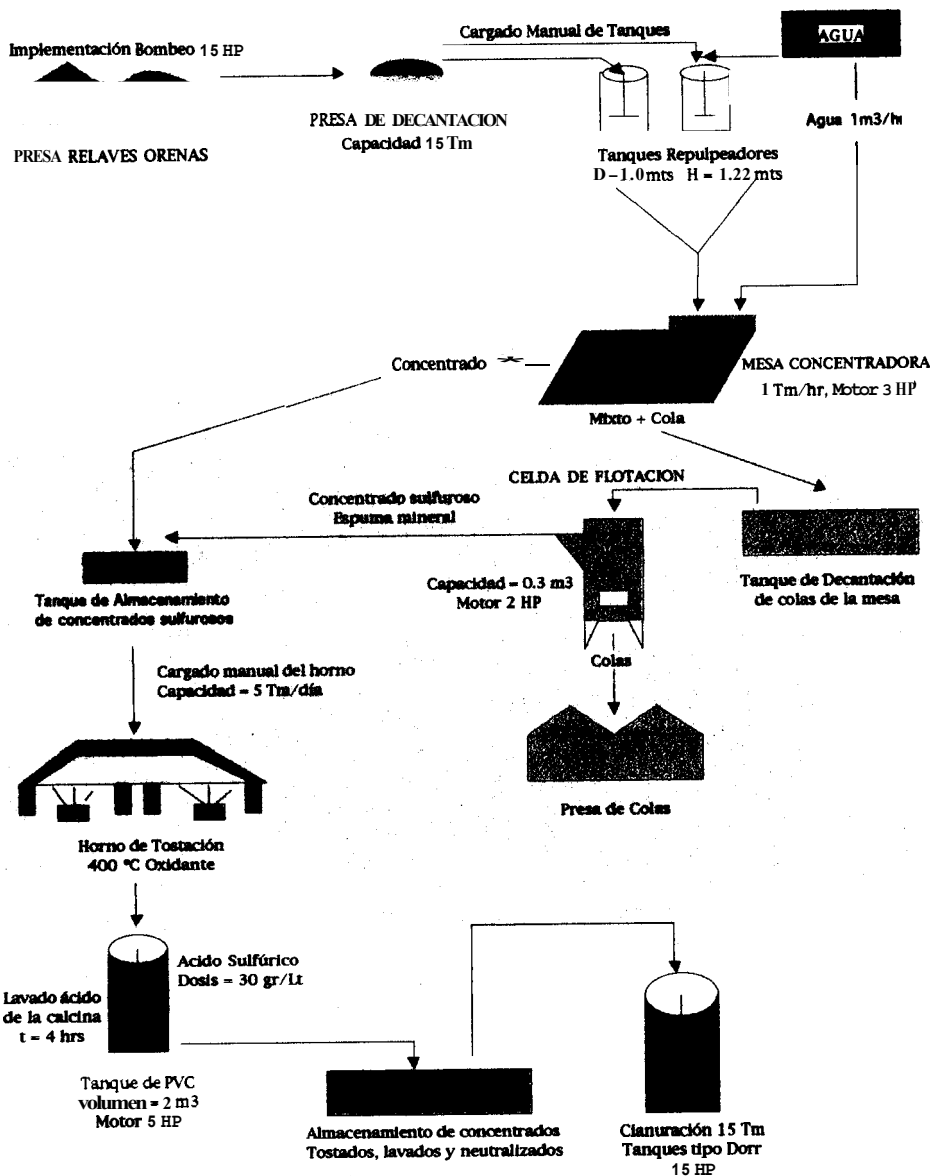 Implementación Bombeo 15 HP
Cargado Manual de Tanques
AGUA
PRESA RELAVES ORENAS
PRESA DE DECANTACION
Capacidad 15 Tm
Agua 1m3/hr
Tanques Repulpeadores
D-1.0 mts H = 1.22 mts
Concentrado
MESA CONCENTRADORA
1 Tm/hr, Motor 3 HP
Mixto + Cola
CELDA DE FLOTACION
Concentrado sulfuroso
Espuma mineral
Capacidad = 0.3 m3
Motor 2 HP
Tanque de Decantación
de colas de la mesa
Tanque de Almacenamiento
de concentrados sulfurosos
Colas
Cargado manual del horno
Capacidad = 5 Tm/día
Presa de Colas
Horno de Tostación
400 °C Oxidante
Acido Sulfúrico
Dosis = 30 gr/Lt
Lavado ácido
de la calcina
t = 4 hrs
Tanque de PVC
volumen = 2 m3
Motor 5 HP
Almacenamiento de concentrados
Tostados, lavados y neutralizados
Cianuración 15 Tm
Tanques tipo Dorr
15 HP